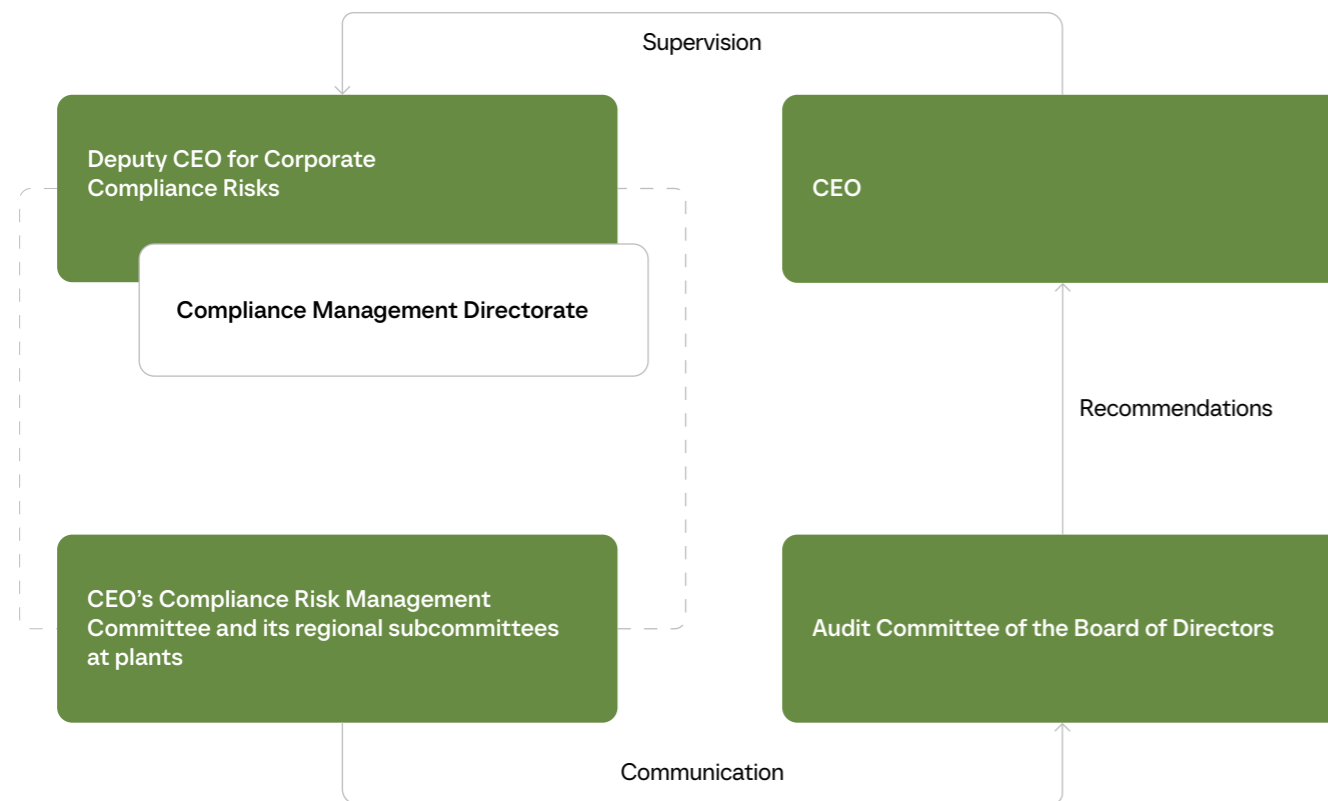 Supervision
Deputy CEO for Corporate
Compliance Risks
CEO
Compliance Management Directorate
Recommendations
CEO’s Compliance Risk Management
Committee and its regional subcommittees
at plants
Audit Committee of the Board of Directors
Communication